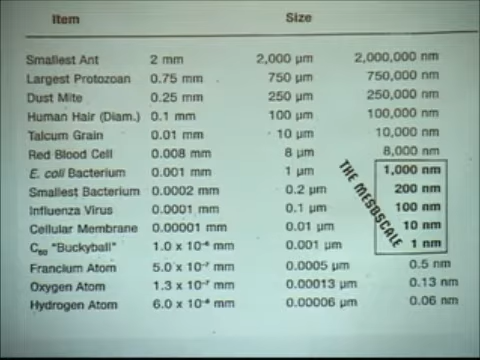 Item Size
Smallest Ant 2 mm 2,000 µm 2,000,000 nm
Largest Protozoan 0.75 mm 750 µm 750,000 nm
Dust Mite 0.25 mm 250 µm 250,000 nm
Human Hair (Diam.) 0.1 mm 100 µm 100,000 nm
Talcum Grain 0.01 mm 10 µm 10,000 nm
Red Blood Cell 0.008 mm 8 µm 8,000 nm
E. coli Bacterium 0.001 mm 1 µm 1,000 nm
Smallest Bacterium 0.0002 mm 0.2 µm 200 nm
Influenza Virus 0.0001 mm 0.1 µm 100 nm
Cellular Membrane 0.00001 mm 0.01 µm 10 nm
C₆₀ "Buckyball" 1.0 x 10⁻⁶ mm 0.001 µm 1 nm
THE MESOSCALE
Francium Atom 5.0 x 10⁻⁷ mm 0.0005 µm 0.5 nm
Oxygen Atom 1.3 x 10⁻⁷ mm 0.00013 µm 0.13 nm
Hydrogen Atom 6.0 x 10⁻⁸ mm 0.00006 µm 0.06 nm